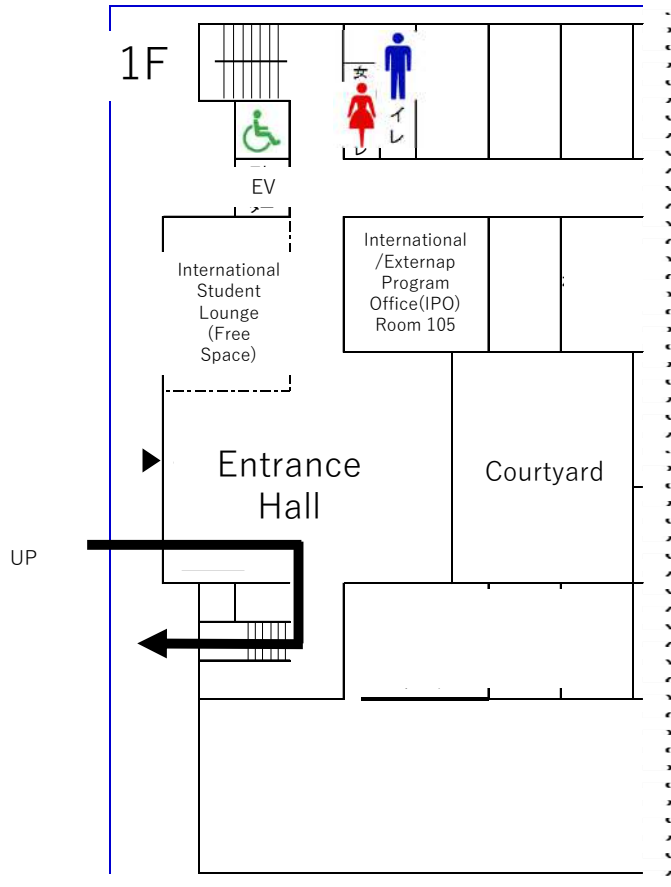 1F
女
イ
レ
レ
EV
International
Student
Lounge
(Free
Space)
International
/Externap
Program
Office(IPO)
Room 105
Entrance
Hall
Courtyard
UP